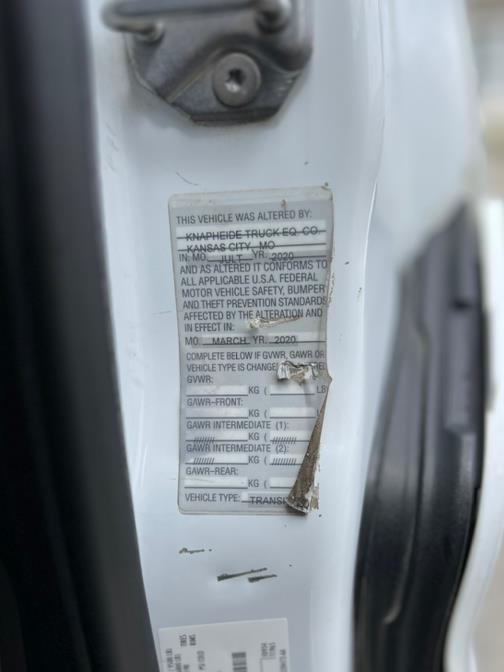 THIS VEHICLE WAS ALTERED BY:
KNAPHEIDE TRUCK EQ. CO.
KANSAS CITY, MO
IN: MO. JULT YR. 2020
AND AS ALTERED IT CONFORMS TO
ALL APPLICABLE U.S.A. FEDERAL
MOTOR VEHICLE SAFETY, BUMPER
AND THEFT PREVENTION STANDARDS
AFFECTED BY THE ALTERATION AND
IN EFFECT IN:
MO. MARCH YR. 2020
COMPLETE BELOW IF GVWR, GAWR OR
VEHICLE TYPE IS CHANGED
GVWR:
KG ( LB
GAWR-FRONT:
KG ( L
GAWR INTERMEDIATE (1):
/////// KG ( ///////
GAWR INTERMEDIATE (2):
/////// KG ( ///////
GAWR-REAR:
KG (
VEHICLE TYPE: TRANSI